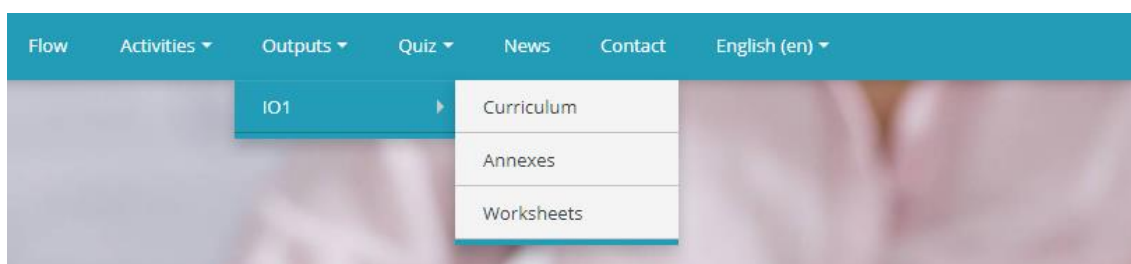 Flow Activities Outputs Quiz News Contact English (en)
IO1 Curriculum
Annexes
Worksheets